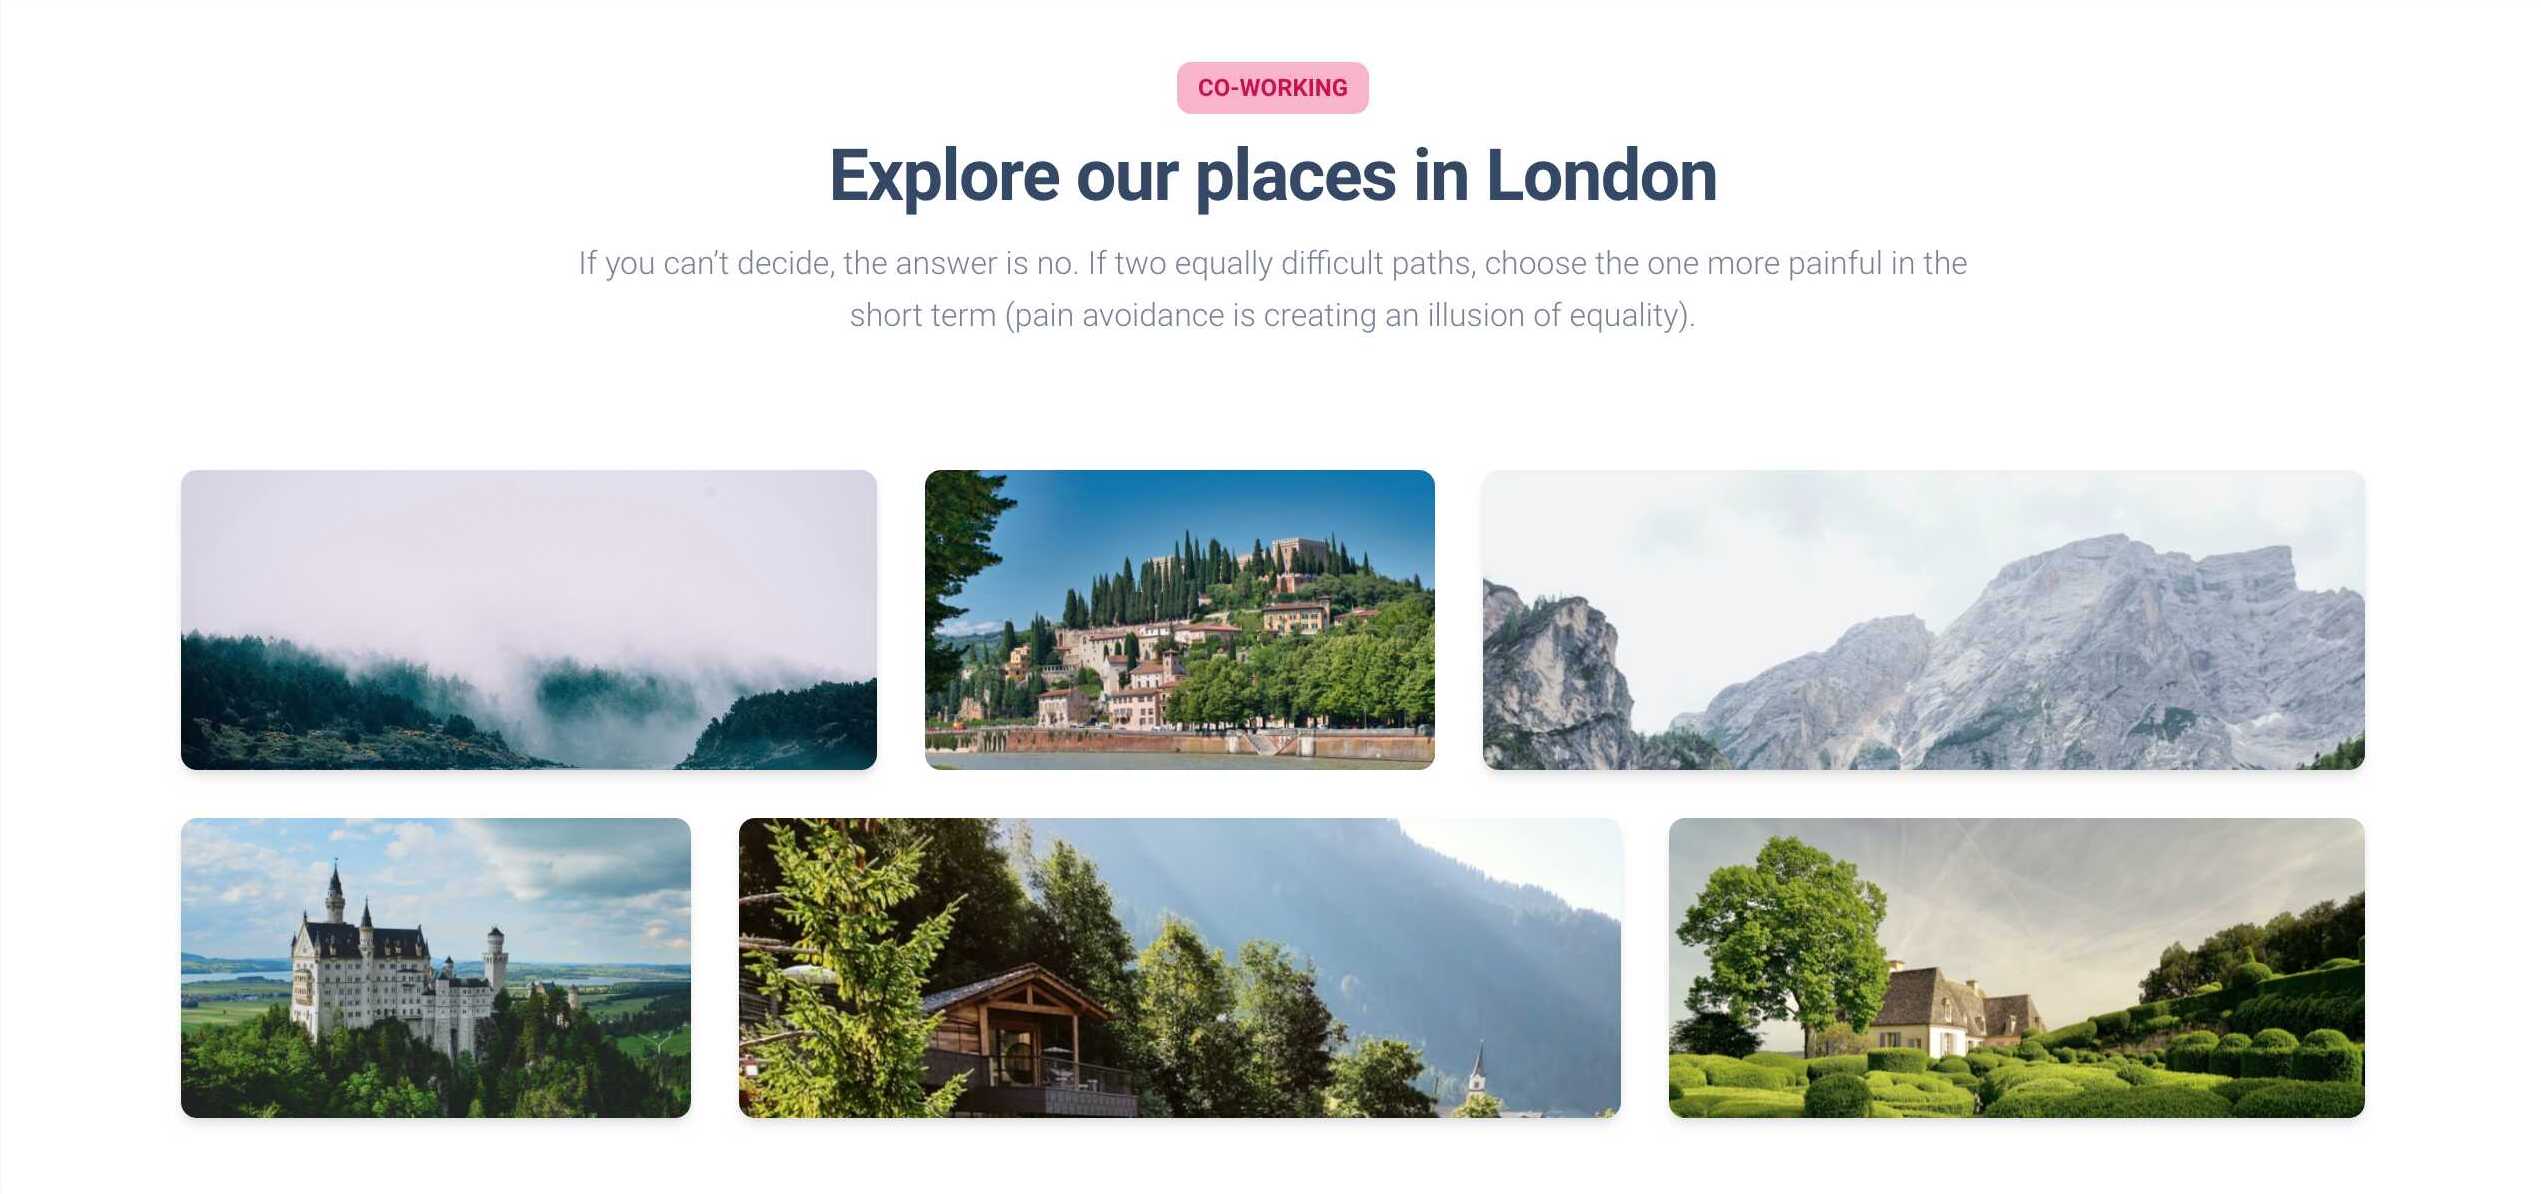 CO-WORKING
Explore our places in London
If you can’t decide, the answer is no. If two equally difficult paths, choose the one more painful in the
short term (pain avoidance is creating an illusion of equality).